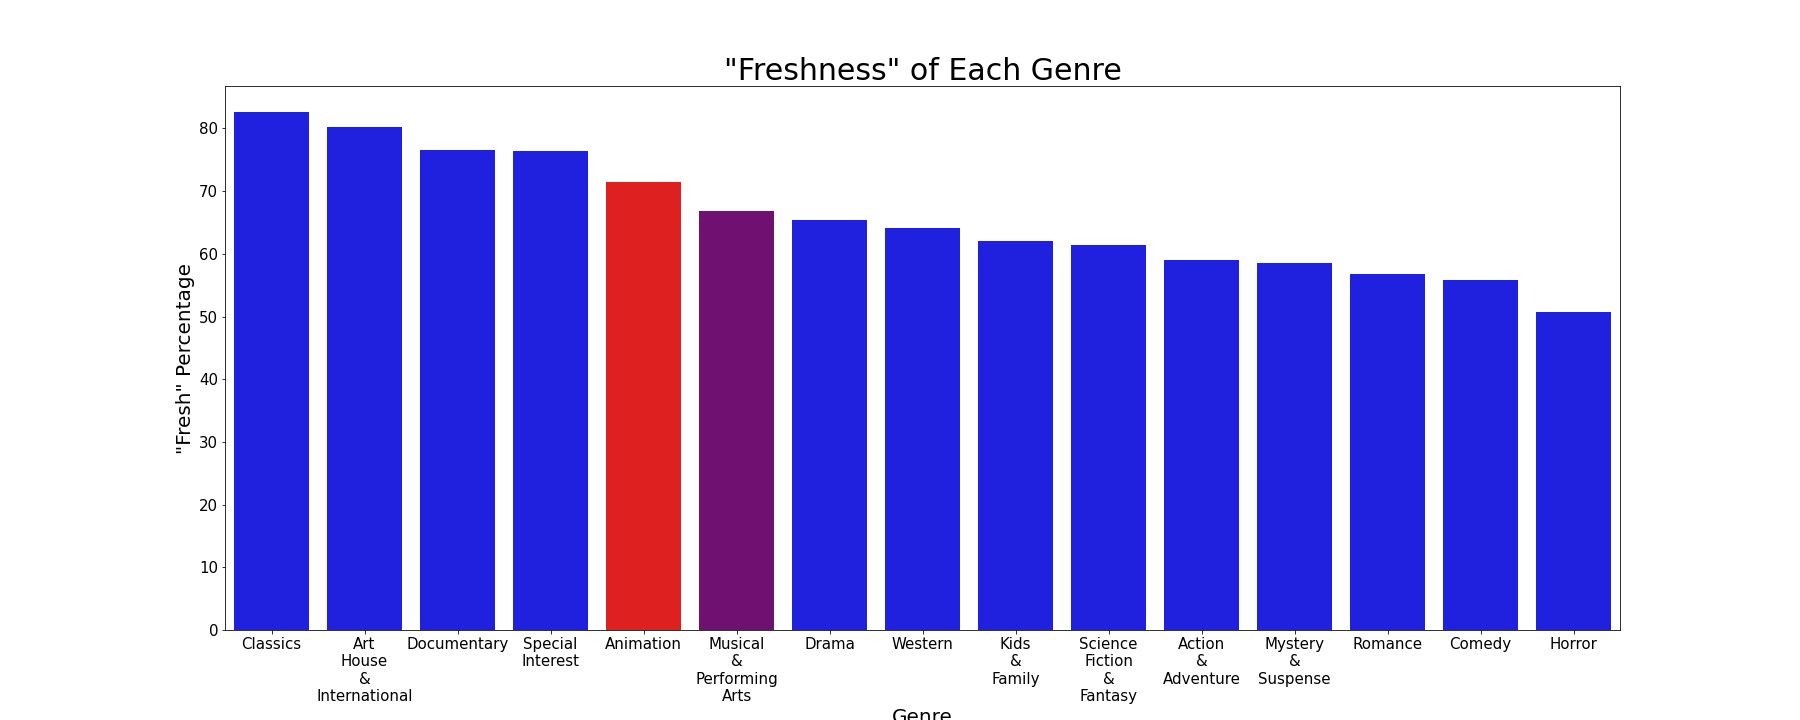 "Freshness" of Each Genre
"Fresh" Percentage
80
70
60
50
40
30
20
10
0
Classics
Art
House
&
International
Documentary
Special
Interest
Animation
Musical
&
Performing
Arts
Drama
Western
Kids
&
Family
Science
Fiction
&
Fantasy
Action
&
Adventure
Mystery
&
Suspense
Romance
Comedy
Horror
Genre